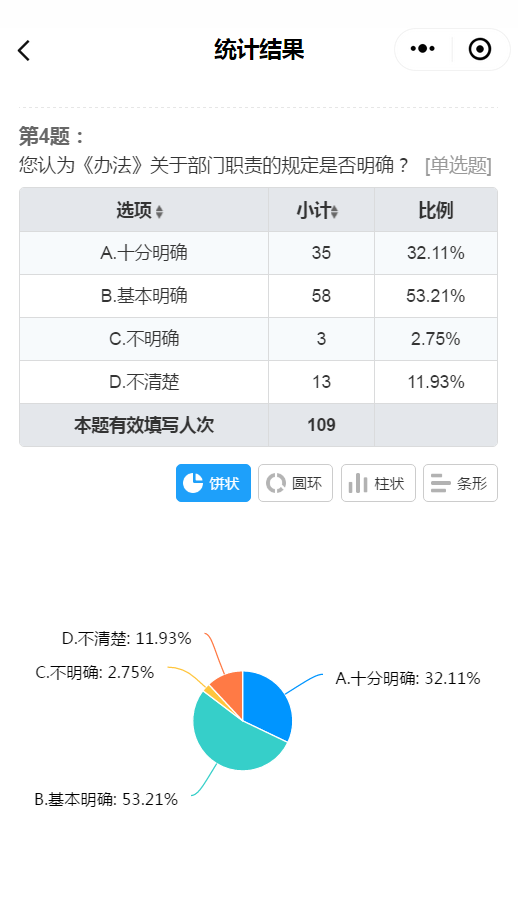 统计结果
第4题：
您认为《办法》关于部门职责的规定是否明确？ [单选题]
选项 小计 比例
A.十分明确 35 32.11%
B.基本明确 58 53.21%
C.不明确 3 2.75%
D.不清楚 13 11.93%
本题有效填写人次 109
饼状 圆环 柱状 条形
D.不清楚: 11.93%
C.不明确: 2.75%
A.十分明确: 32.11%
B.基本明确: 53.21%